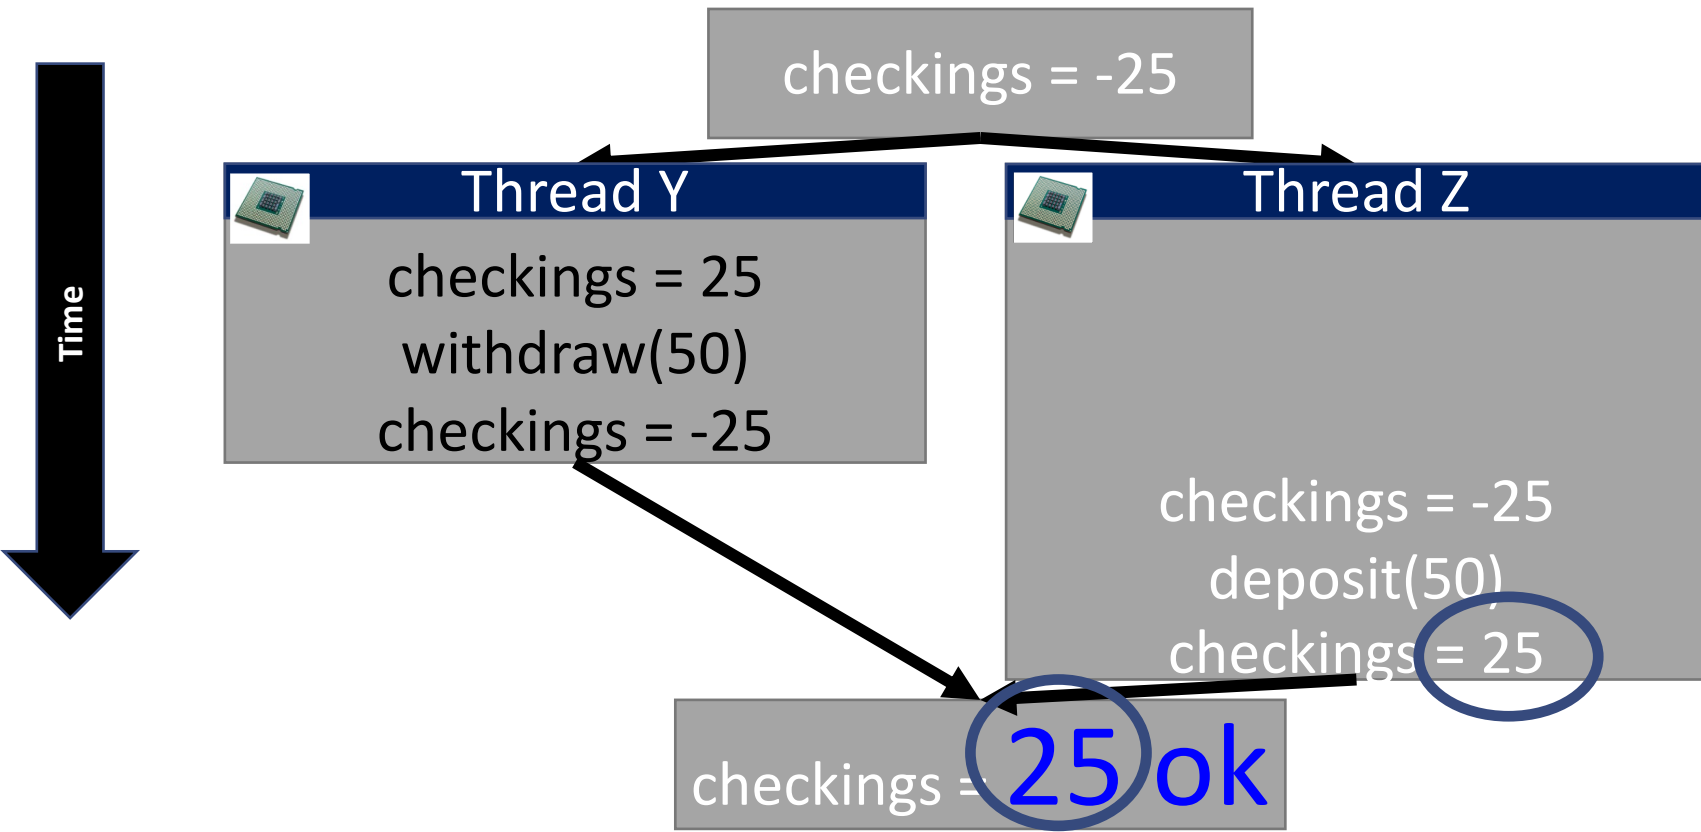 checkings = -25
Time
Thread Y
checkings = 25
withdraw(50)
checkings = -25
Thread Z
checkings = -25
deposit(50)
checkings = 25
checkings = 25 ok